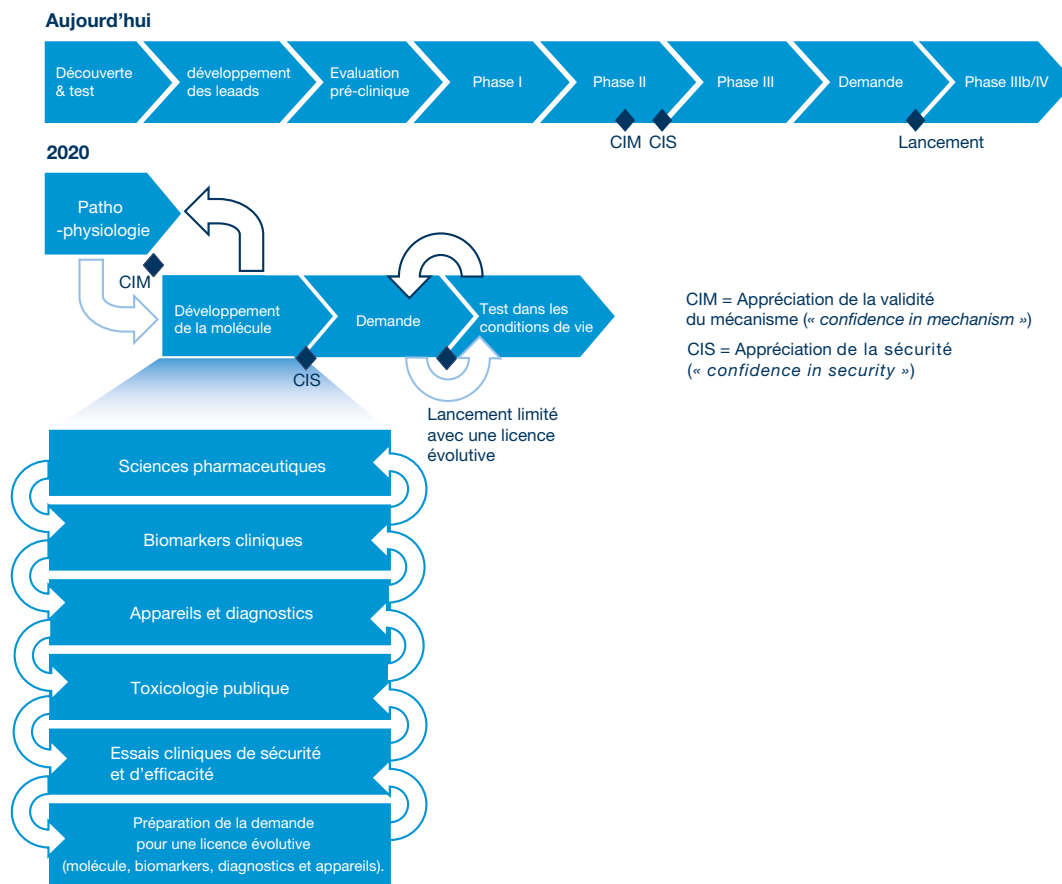 Aujourd’hui
Découverte
& test
développement
des leaads
Evaluation
pré-clinique
Phase I
Phase II
Phase III
Demande
Phase IIIb/IV
CIM
CIS
Lancement
2020
Patho
-physiologie
CIM
Développement
de la molécule
Demande
Test dans les
conditions de vie
CIS
Lancement limité
avec une licence
évolutive
CIM = Appréciation de la validité
du mécanisme (« confidence in mechanism »)
CIS = Appréciation de la sécurité
(« confidence in security »)
Sciences pharmaceutiques
Biomarkers cliniques
Appareils et diagnostics
Toxicologie publique
Essais cliniques de sécurité
et d’efficacité
Préparation de la demande
pour une licence évolutive
(molécule, biomarkers, diagnostics et appareils).